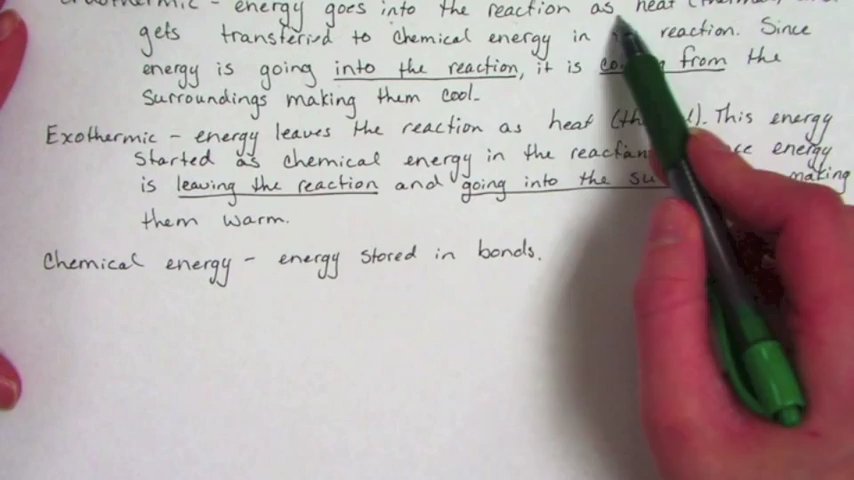 energy goes into the reaction as heat
gets transferred to chemical energy in reaction. Since
energy is going into the reaction, it is from the
surroundings making them cool.
Exothermic - energy leaves the reaction as heat This energy
started as chemical energy in the energy
is leaving the reaction and going into the making
them warm.
Chemical energy - energy stored in bonds.